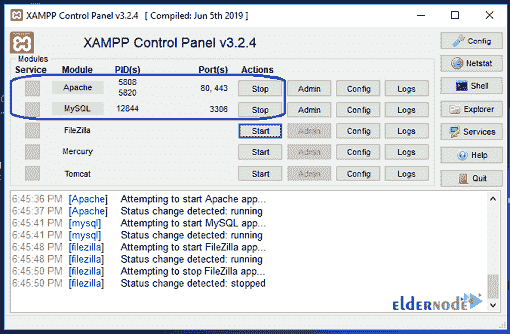 XAMPP Control Panel v3.2.4 [ Compiled: Jun 5th 2019 ]
XAMPP Control Panel v3.2.4
Config
Modules
Service Module PID(s) Port(s) Actions
Netstat
Apache 5808 5820 80, 443 Stop Admin Config Logs
Shell
MySQL 12844 3306 Stop Admin Config Logs
Explorer
FileZilla Start Admin Config Logs
Services
Mercury Start Admin Config Logs
Help
Tomcat Start Admin Config Logs
Quit
6:45:36 PM [Apache] Attempting to start Apache app...
6:45:37 PM [Apache] Status change detected: running
6:45:41 PM [mysql] Attempting to start MySQL app...
6:45:41 PM [mysql] Status change detected: running
6:45:48 PM [filezilla] Attempting to start FileZilla app...
6:45:48 PM [filezilla] Status change detected: running
6:45:50 PM [filezilla] Attempting to stop FileZilla app...
6:45:50 PM [filezilla] Status change detected: stopped
elderNode